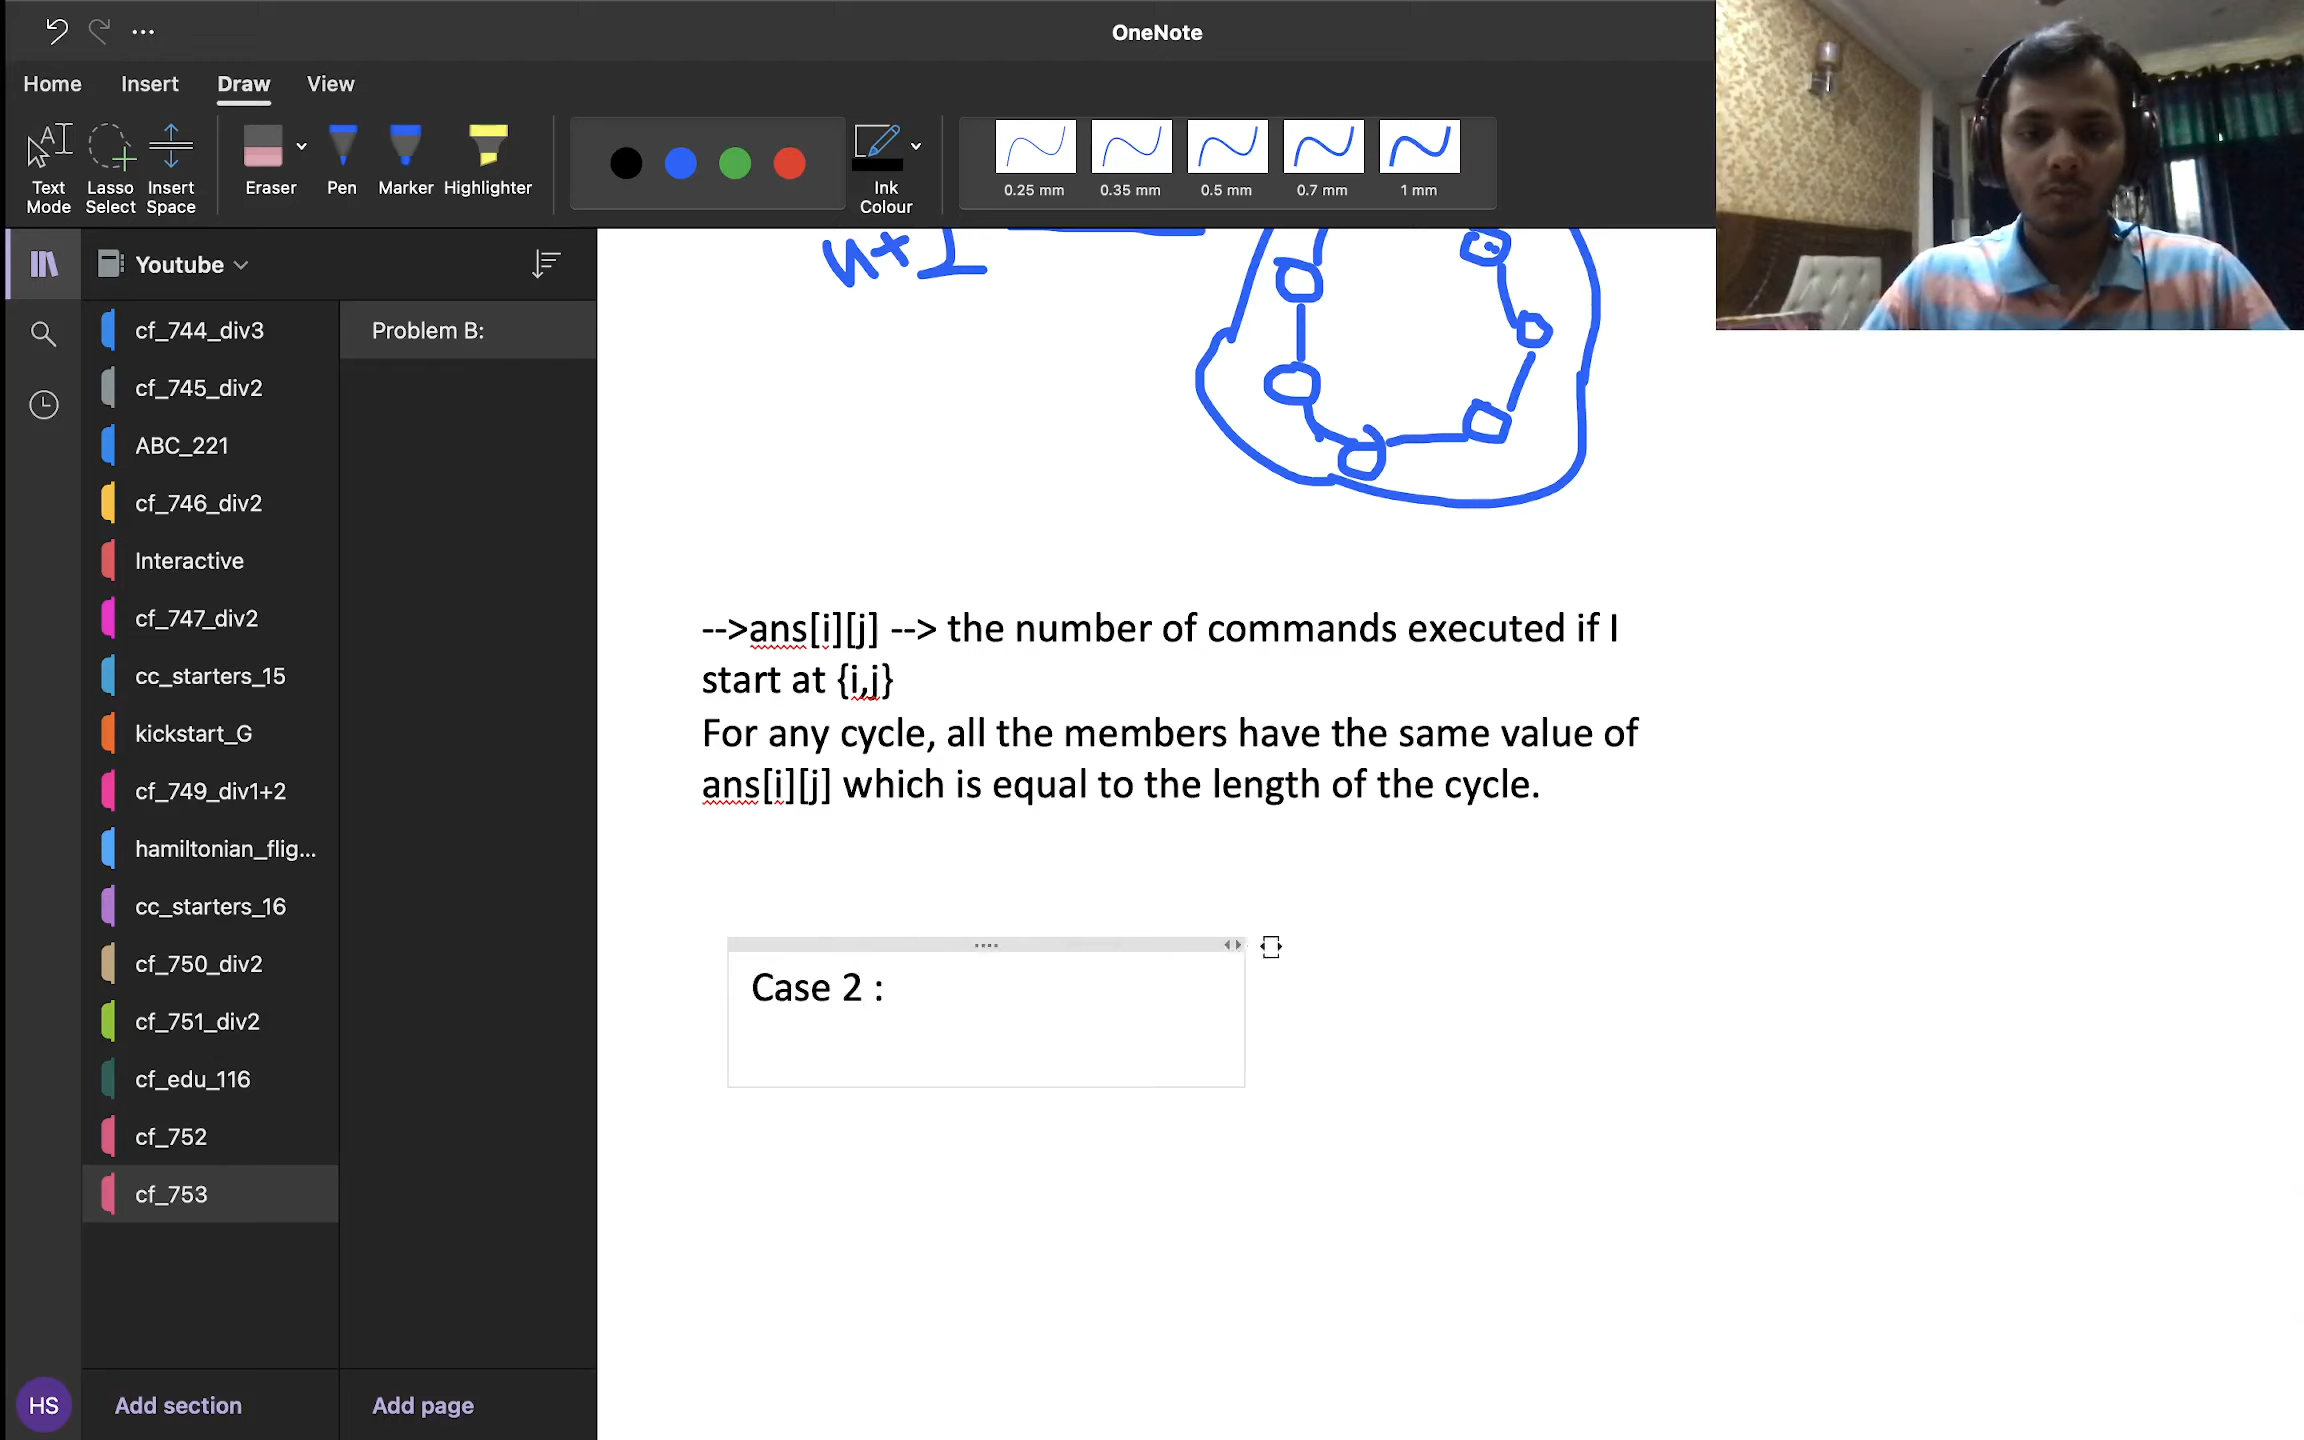 OneNote
Home Insert Draw View
Text Mode
Lasso Select
Insert Space
Eraser
Pen
Marker
Highlighter
Ink Colour
0.25 mm
0.35 mm
0.5 mm
0.7 mm
1 mm
Youtube
cf_744_div3
cf_745_div2
ABC_221
cf_746_div2
Interactive
cf_747_div2
cc_starters_15
kickstart_G
cf_749_div1+2
hamiltonian_flig...
cc_starters_16
cf_750_div2
cf_751_div2
cf_edu_116
cf_752
cf_753
Add section
HS
Problem B:
Add page
n+1
-->ans[i][j] --> the number of commands executed if I
start at {i,j}
For any cycle, all the members have the same value of
ans[i][j] which is equal to the length of the cycle.
Case 2 :